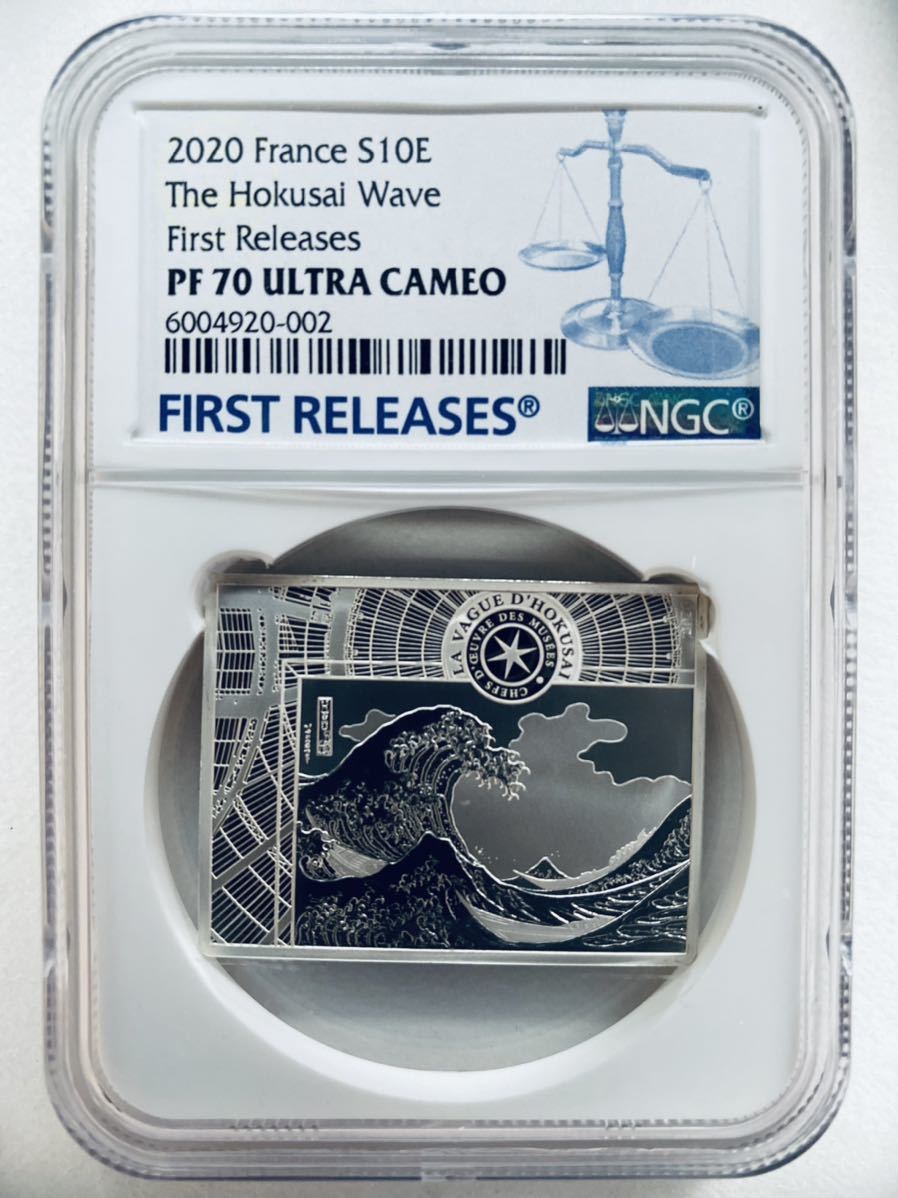 2020 France S10E
The Hokusai Wave
First Releases
PF 70 ULTRA CAMEO
6004920-002
FIRST RELEASES®
NGC®
LA VAGUE D'HOKUSAI
CHEFS D'ŒUVRE DES MUSÉES